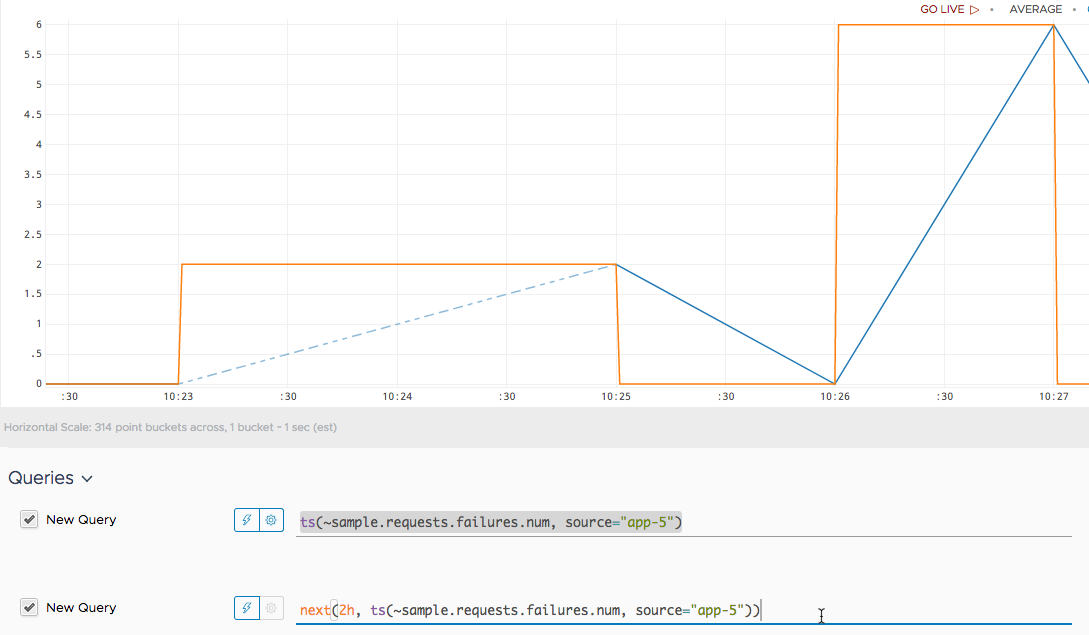 GO LIVE ▷ • AVERAGE •
6
5.5
5
4.5
4
3.5
3
2.5
2
1.5
1
.5
0
:30 10:23 :30 10:24 :30 10:25 :30 10:26 :30 10:27
Horizontal Scale: 314 point buckets across, 1 bucket - 1 sec (est)
Queries
New Query ts(~sample.requests.failures.num, source="app-5")
New Query next(2h, ts(~sample.requests.failures.num, source="app-5"))